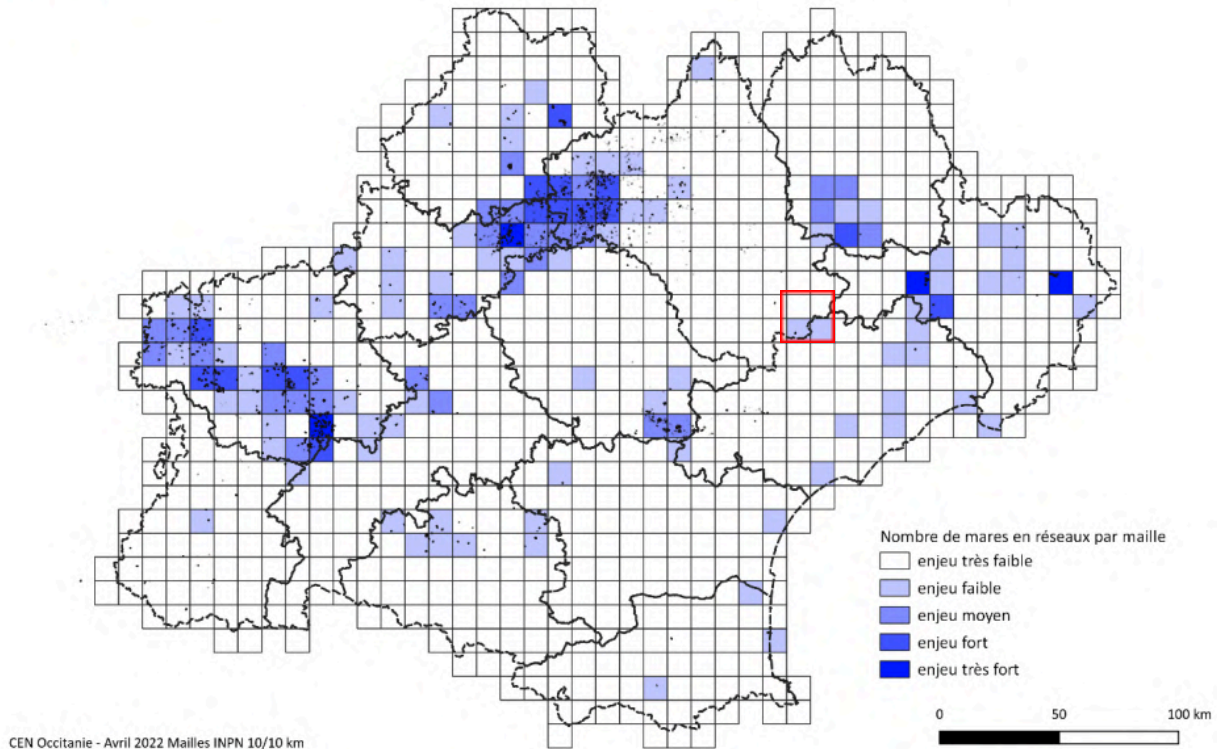 Nombre de mares en réseaux par maille
enjeu très faible
enjeu faible
enjeu moyen
enjeu fort
enjeu très fort
0 50 100 km
CEN Occitanie - Avril 2022 Mailles INPN 10/10 km